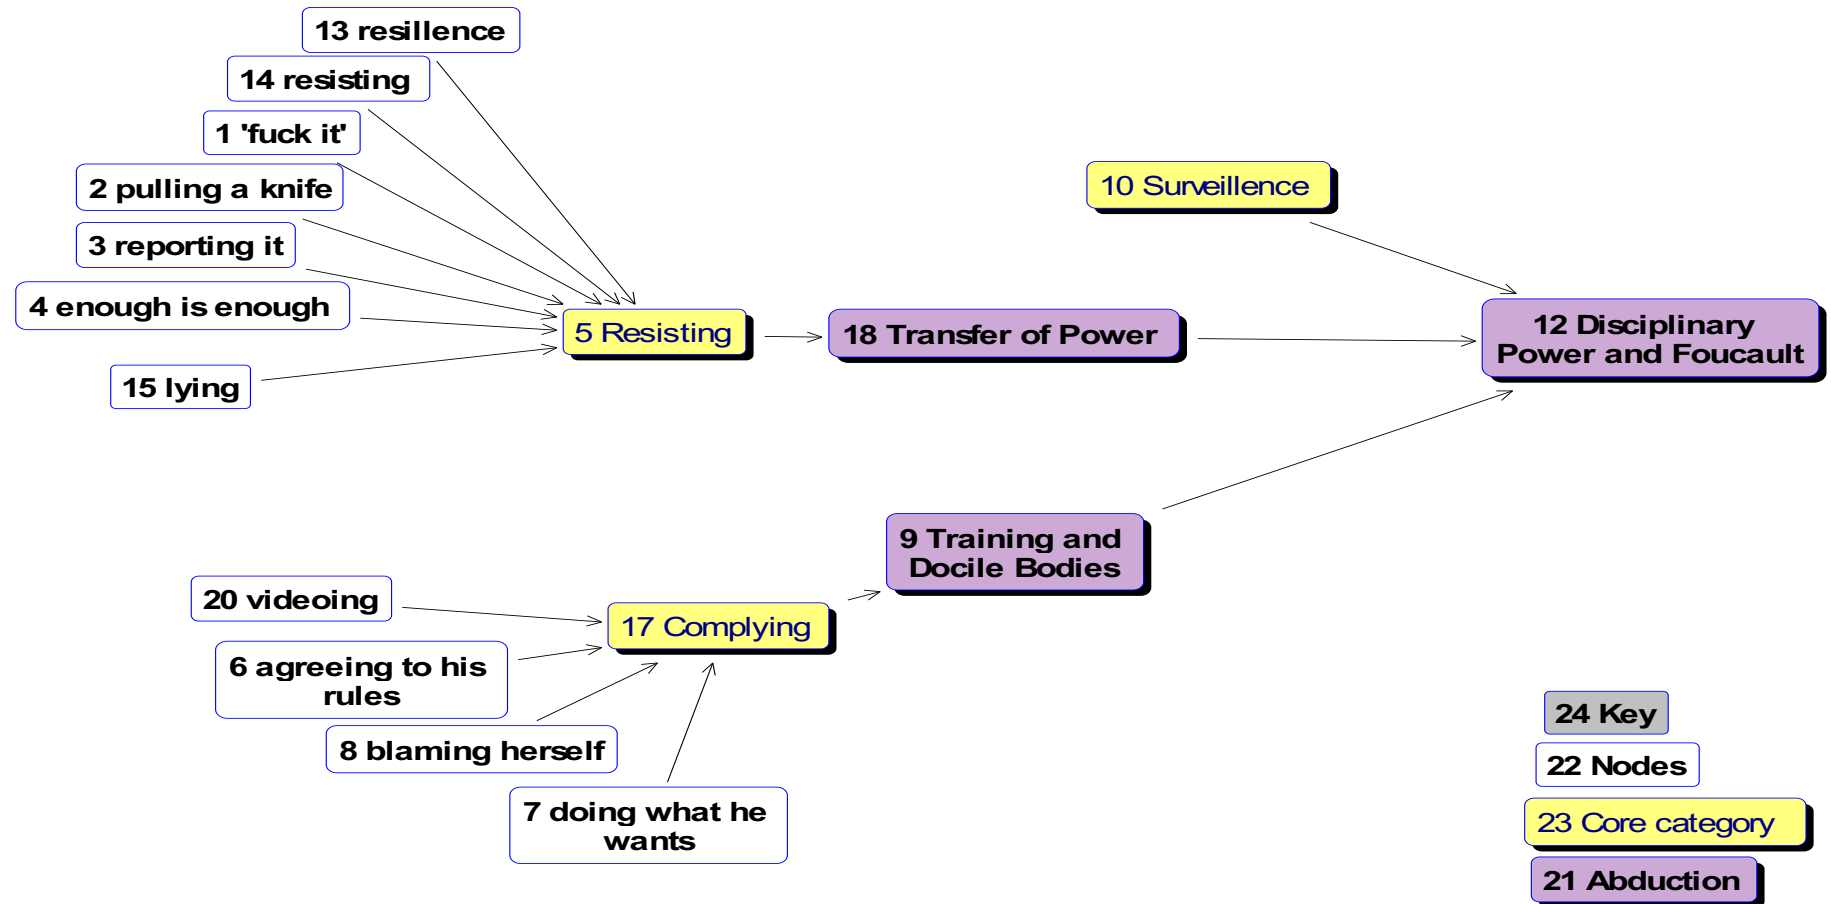 13 resillence
14 resisting
1 'fuck it'
2 pulling a knife
3 reporting it
4 enough is enough
15 lying
5 Resisting
18 Transfer of Power
10 Surveillence
12 Disciplinary
Power and Foucault
9 Training and
Docile Bodies
20 videoing
17 Complying
6 agreeing to his
rules
8 blaming herself
7 doing what he
wants
24 Key
22 Nodes
23 Core category
21 Abduction